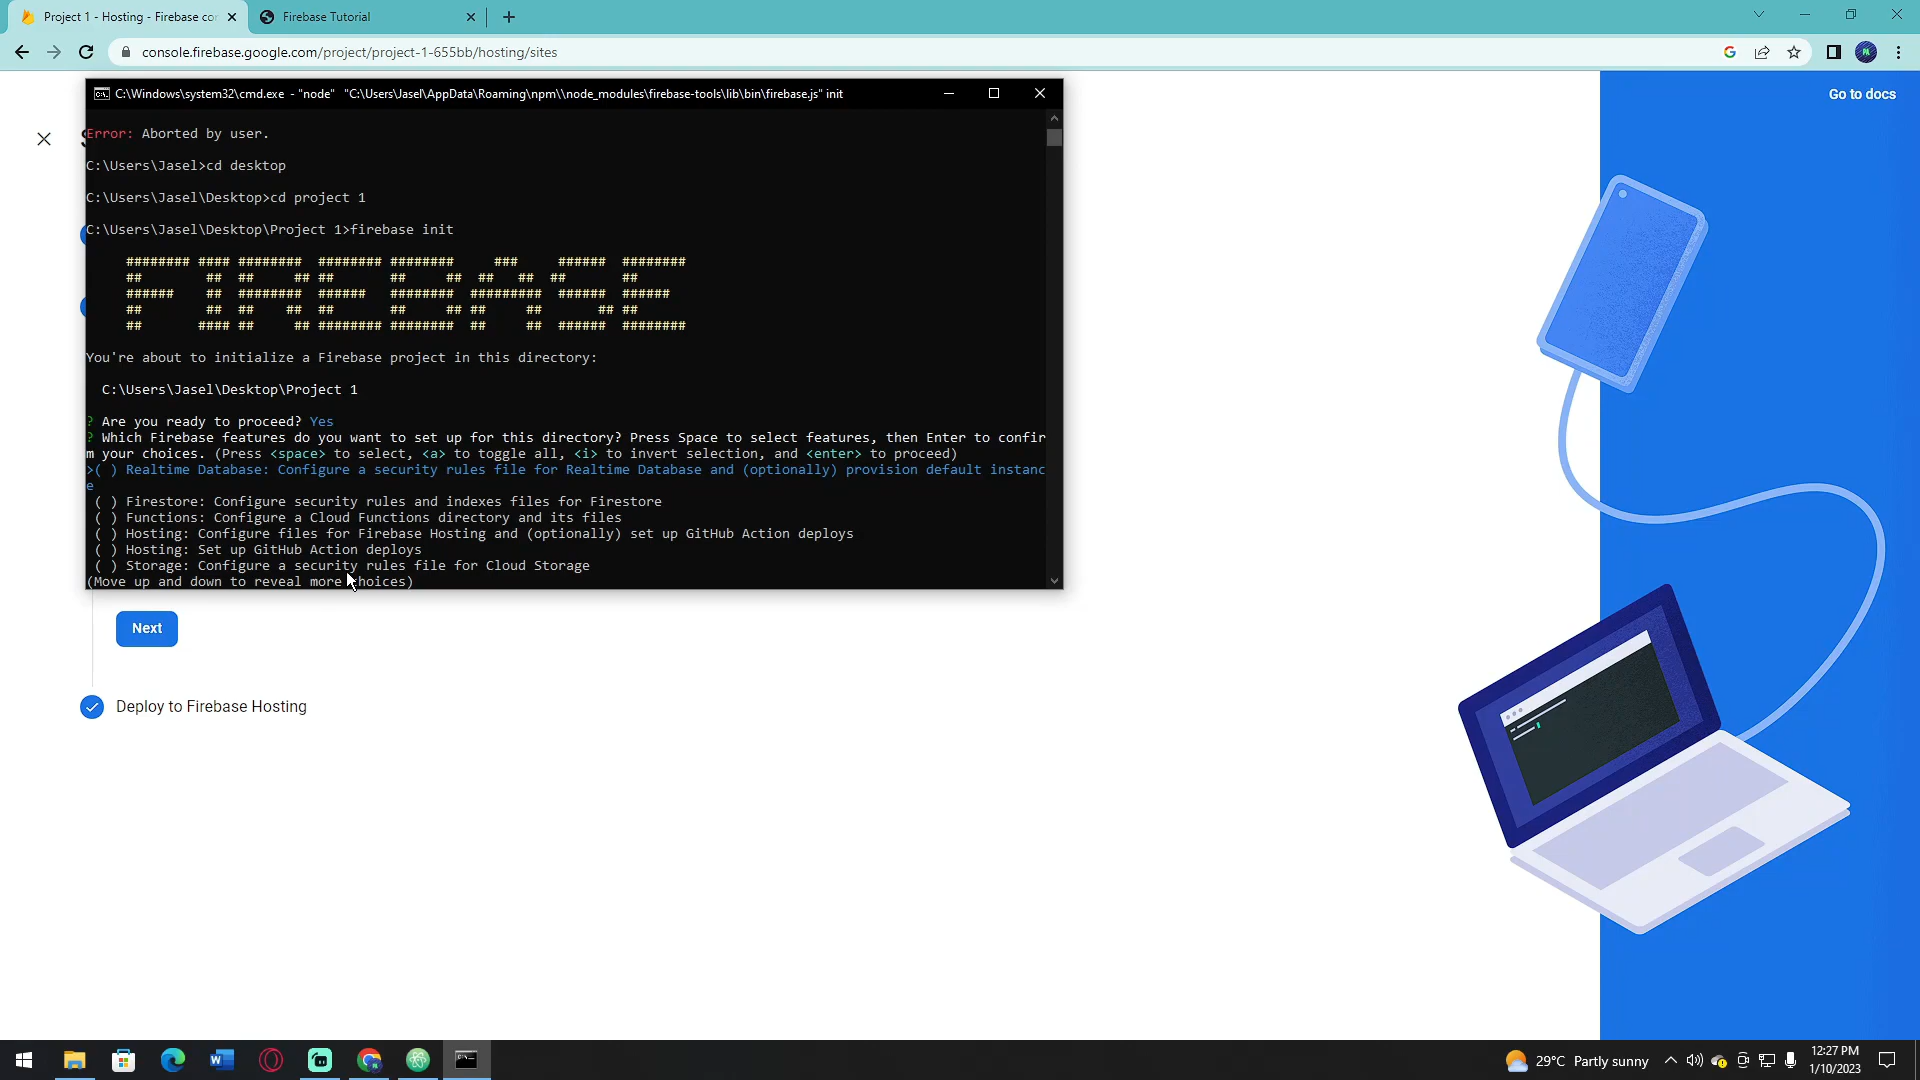 Project 1 - Hosting - Firebase con
Firebase Tutorial
console.firebase.google.com/project/project-1-655bb/hosting/sites
Go to docs
C:\Windows\system32\cmd.exe - "node" "C:\Users\Jasel\AppData\Roaming\npm\\node_modules\firebase-tools\lib\bin\firebase.js" init
Error: Aborted by user.
C:\Users\Jasel>cd desktop
C:\Users\Jasel\Desktop>cd project 1
C:\Users\Jasel\Desktop\Project 1>firebase init
FIREBASE
You're about to initialize a Firebase project in this directory:
C:\Users\Jasel\Desktop\Project 1
? Are you ready to proceed? Yes
? Which Firebase features do you want to set up for this directory? Press Space to select features, then Enter to confir
m your choices. (Press <space> to select, <a> to toggle all, <i> to invert selection, and <enter> to proceed)
>( ) Realtime Database: Configure a security rules file for Realtime Database and (optionally) provision default instanc
e
( ) Firestore: Configure security rules and indexes files for Firestore
( ) Functions: Configure a Cloud Functions directory and its files
( ) Hosting: Configure files for Firebase Hosting and (optionally) set up GitHub Action deploys
( ) Hosting: Set up GitHub Action deploys
( ) Storage: Configure a security rules file for Cloud Storage
(Move up and down to reveal more choices)
Next
Deploy to Firebase Hosting
29°C Partly sunny
12:27 PM
1/10/2023